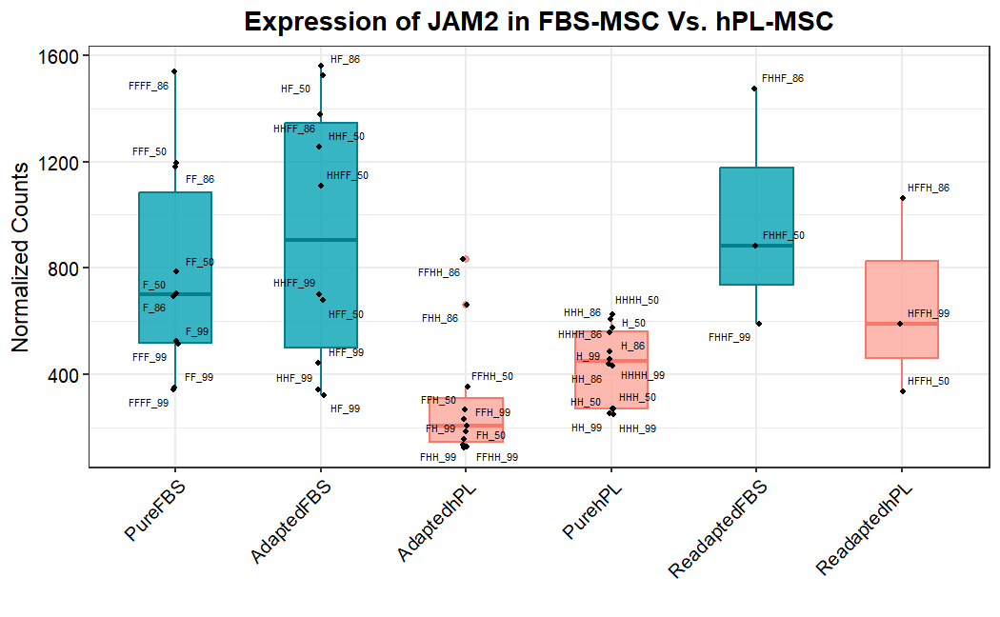 Expression of JAM2 in FBS-MSC Vs. hPL-MSC
Normalized Counts
1600
1200
800
400
FFFF_86
FFF_50
FF_86
FF_50
F_50
F_86
F_99
FFF_99
FF_99
FFFF_99
HF_86
HF_50
HHFF_86
HHF_50
HHFF_50
HHFF_99
HFF_50
HFF_99
HHF_99
HF_99
FFHH_86
FHH_86
FFHH_50
FFH_50
FFH_99
FH_99
FH_50
FHH_99
FFHH_99
HHHH_50
HHH_86
H_50
HHHH_86
H_86
H_99
HH_86
HHHH_99
HH_50
HHH_50
HH_99
HHH_99
FHHF_86
FHHF_50
FHHF_99
HFFH_86
HFFH_99
HFFH_50
PureFBS
AdaptedFBS
AdaptedhPL
PurehPL
ReadaptedFBS
ReadaptedhPL